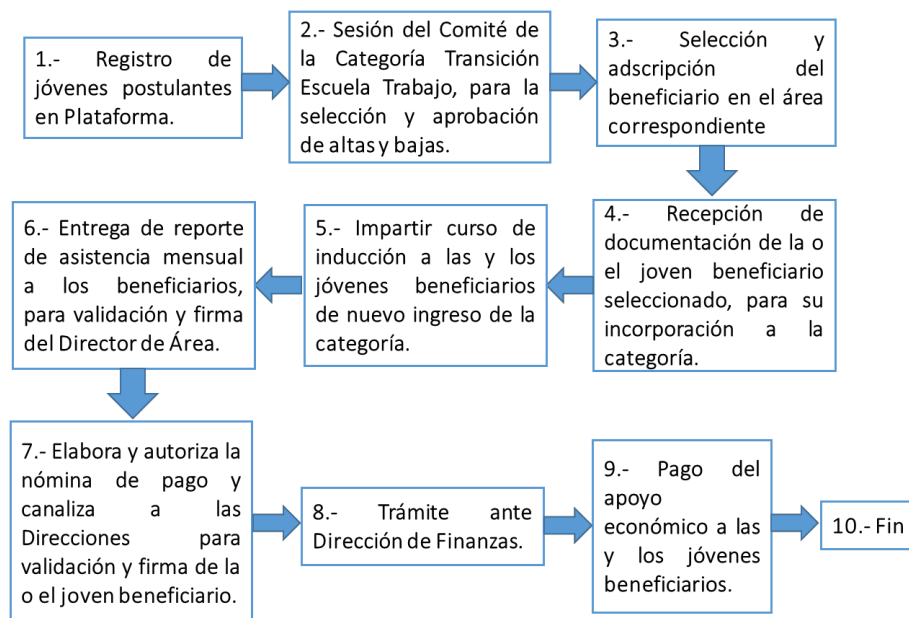 1.- Registro de
jóvenes postulantes
en Plataforma.
2.- Sesión del Comité de
la Categoría Transición
Escuela Trabajo, para la
selección y aprobación
de altas y bajas.
3.- Selección y
adscripción del
beneficiario en el área
correspondiente
4.- Recepción de
documentación de la o
el joven beneficiario
seleccionado, para su
incorporación a la
categoría.
5.- Impartir curso de
inducción a las y los
jóvenes beneficiarios
de nuevo ingreso de la
categoría.
6.- Entrega de reporte
de asistencia mensual
a los beneficiarios,
para validación y firma
del Director de Área.
7.- Elabora y autoriza la
nómina de pago y
canaliza a las
Direcciones para
validación y firma de la
o el joven beneficiario.
8.- Trámite ante
Dirección de Finanzas.
9.- Pago del
apoyo
económico a las
y los jóvenes
beneficiarios.
10.- Fin